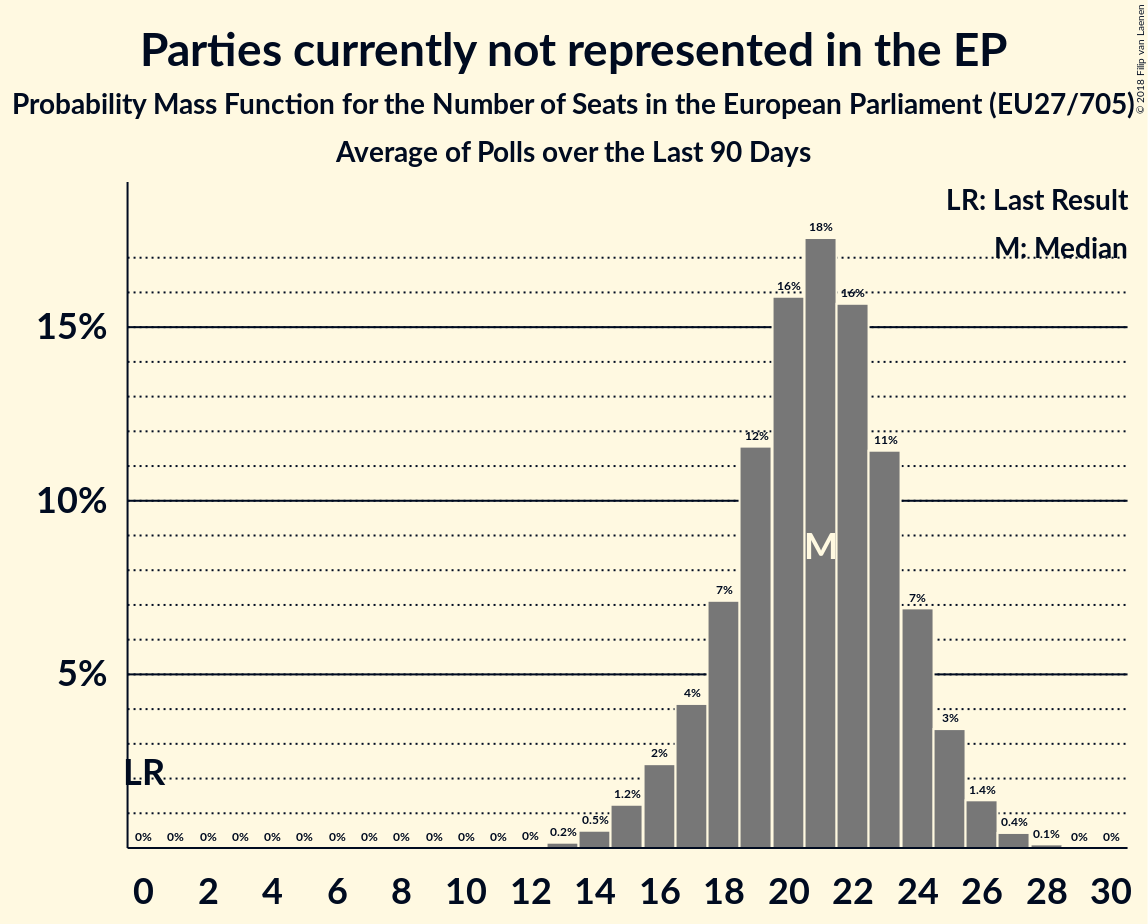 Parties currently not represented in the EP
Probability Mass Function for the Number of Seats in the European Parliament (EU27/705)
Average of Polls over the Last 90 Days
© 2018 Filip van Laenen
LR: Last Result
M: Median
18%
16%
16%
15%
12%
11%
10%
M
7%
7%
5%
4%
3%
2%
LR
1.2%
1.4%
0.5%
0.4%
0% 0% 0% 0% 0% 0% 0% 0% 0% 0% 0% 0% 0% 0.2% 0.1% 0% 0%
0 2 4 6 8 10 12 14 16 18 20 22 24 26 28 30